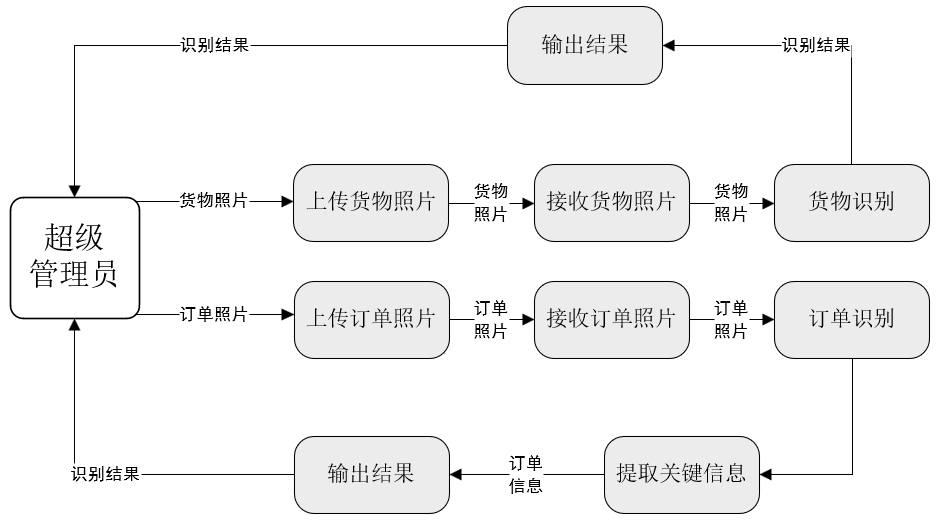 识别结果
输出结果
识别结果
超级
管理员
货物照片
上传货物照片
货物
照片
接收货物照片
货物
照片
货物识别
订单照片
上传订单照片
订单
照片
接收订单照片
订单
照片
订单识别
识别结果
输出结果
订单
信息
提取关键信息